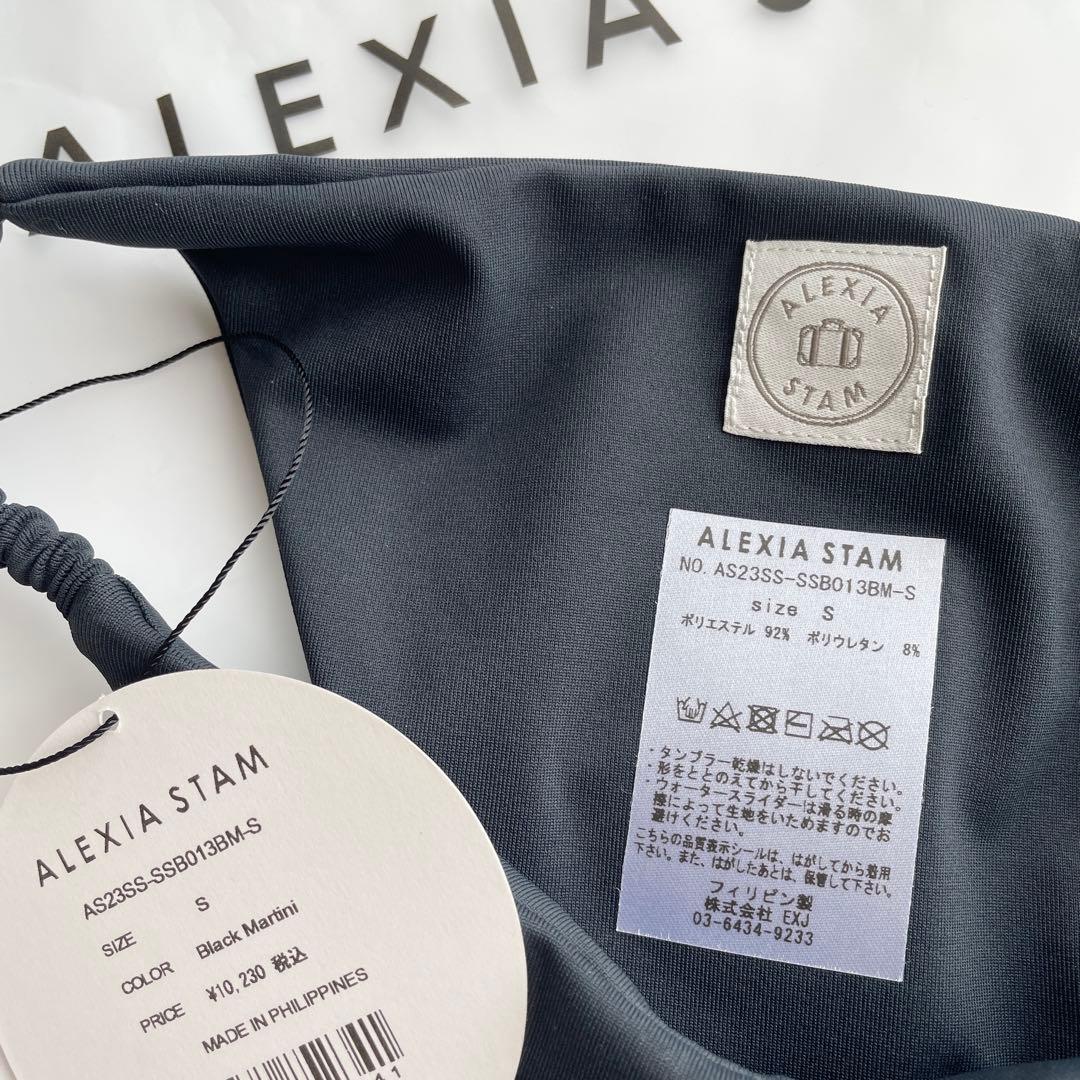 ALEXIA S
ALEXIA
STAM
ALEXIA STAM
NO. AS23SS-SSB013BM-S
size S
ポリエステル 92% ポリウレタン 8%
・タンブラー乾燥はしないでください。
・形をととのえてから干してください。
・ウォータースライダーは滑る時の摩
擦によって生地をいためますのでお
避けください。
こちらの品質表示シールは、はがしてから着用
下さい。また、はがしたあとは、保管して下さい。
フィリピン製
株式会社 EXJ
03-6434-9233
ALEXIA STAM
AS23SS-SSB013BM-S
SIZE S
COLOR Black Martini
PRICE ¥10,230 税込
MADE IN PHILIPPINES